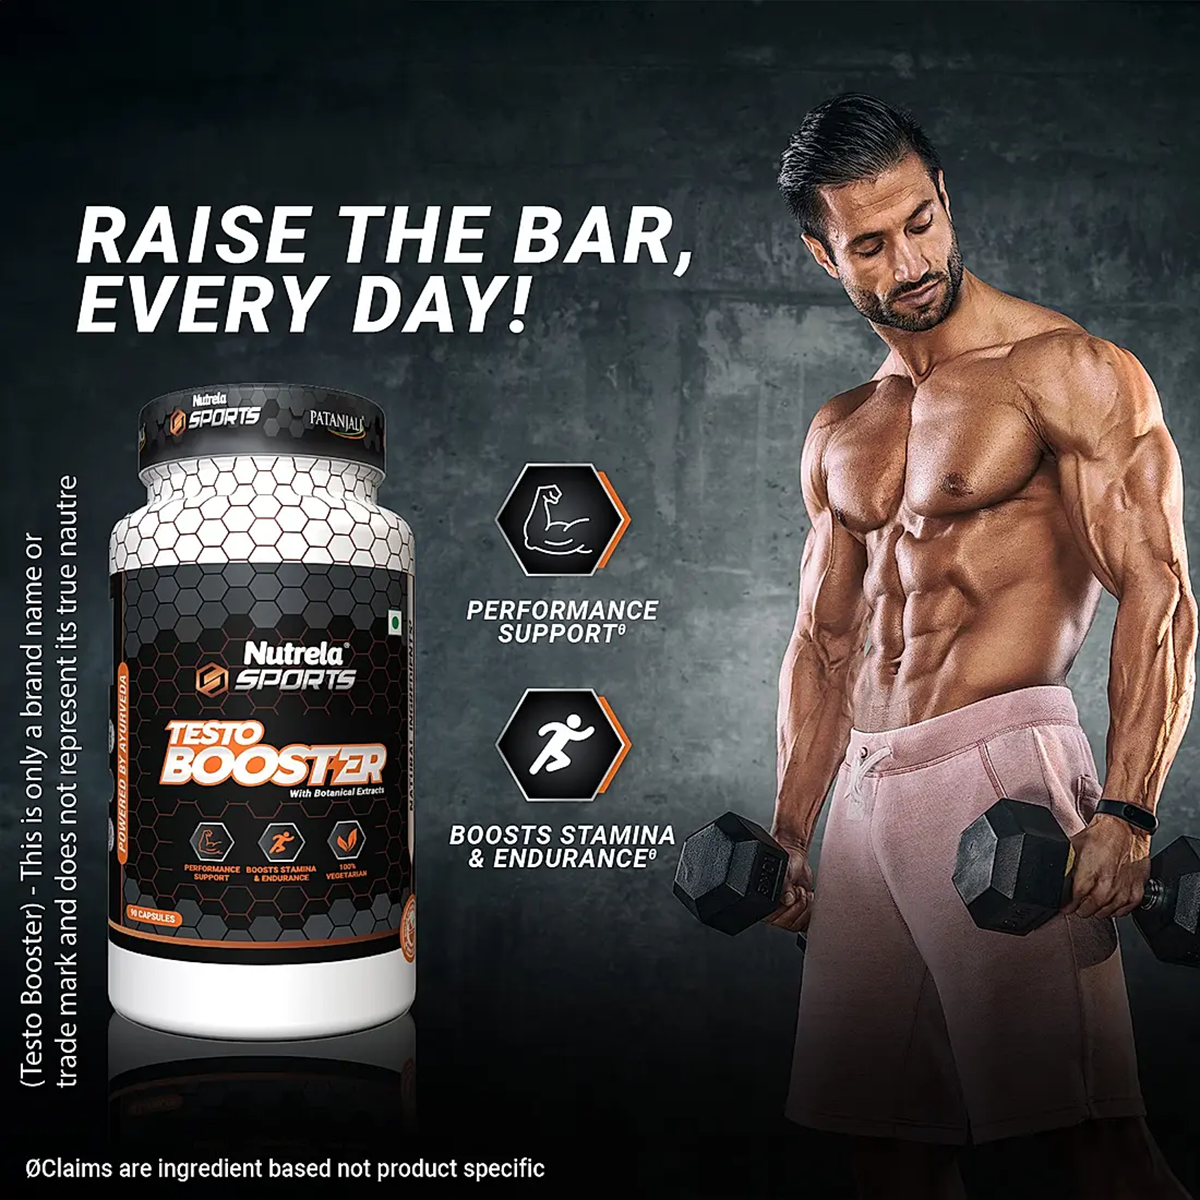 RAISE THE BAR,
EVERY DAY!
Nutrela
SPORTS
PATANJALI
PERFORMANCE
SUPPORTθ
BOOSTS STAMINA
& ENDURANCEθ
Nutrela®
SPORTS
TESTO
BOOSTER
With Botanical Extracts
POWERED BY AYURVEDA
PERFORMANCE
SUPPORT
BOOSTS STAMINA
& ENDURANCE
100%
VEGETARIAN
90 CAPSULES
(Testo Booster) - This is only a brand name or
trade mark and does not represent its true nautre
ØClaims are ingredient based not product specific